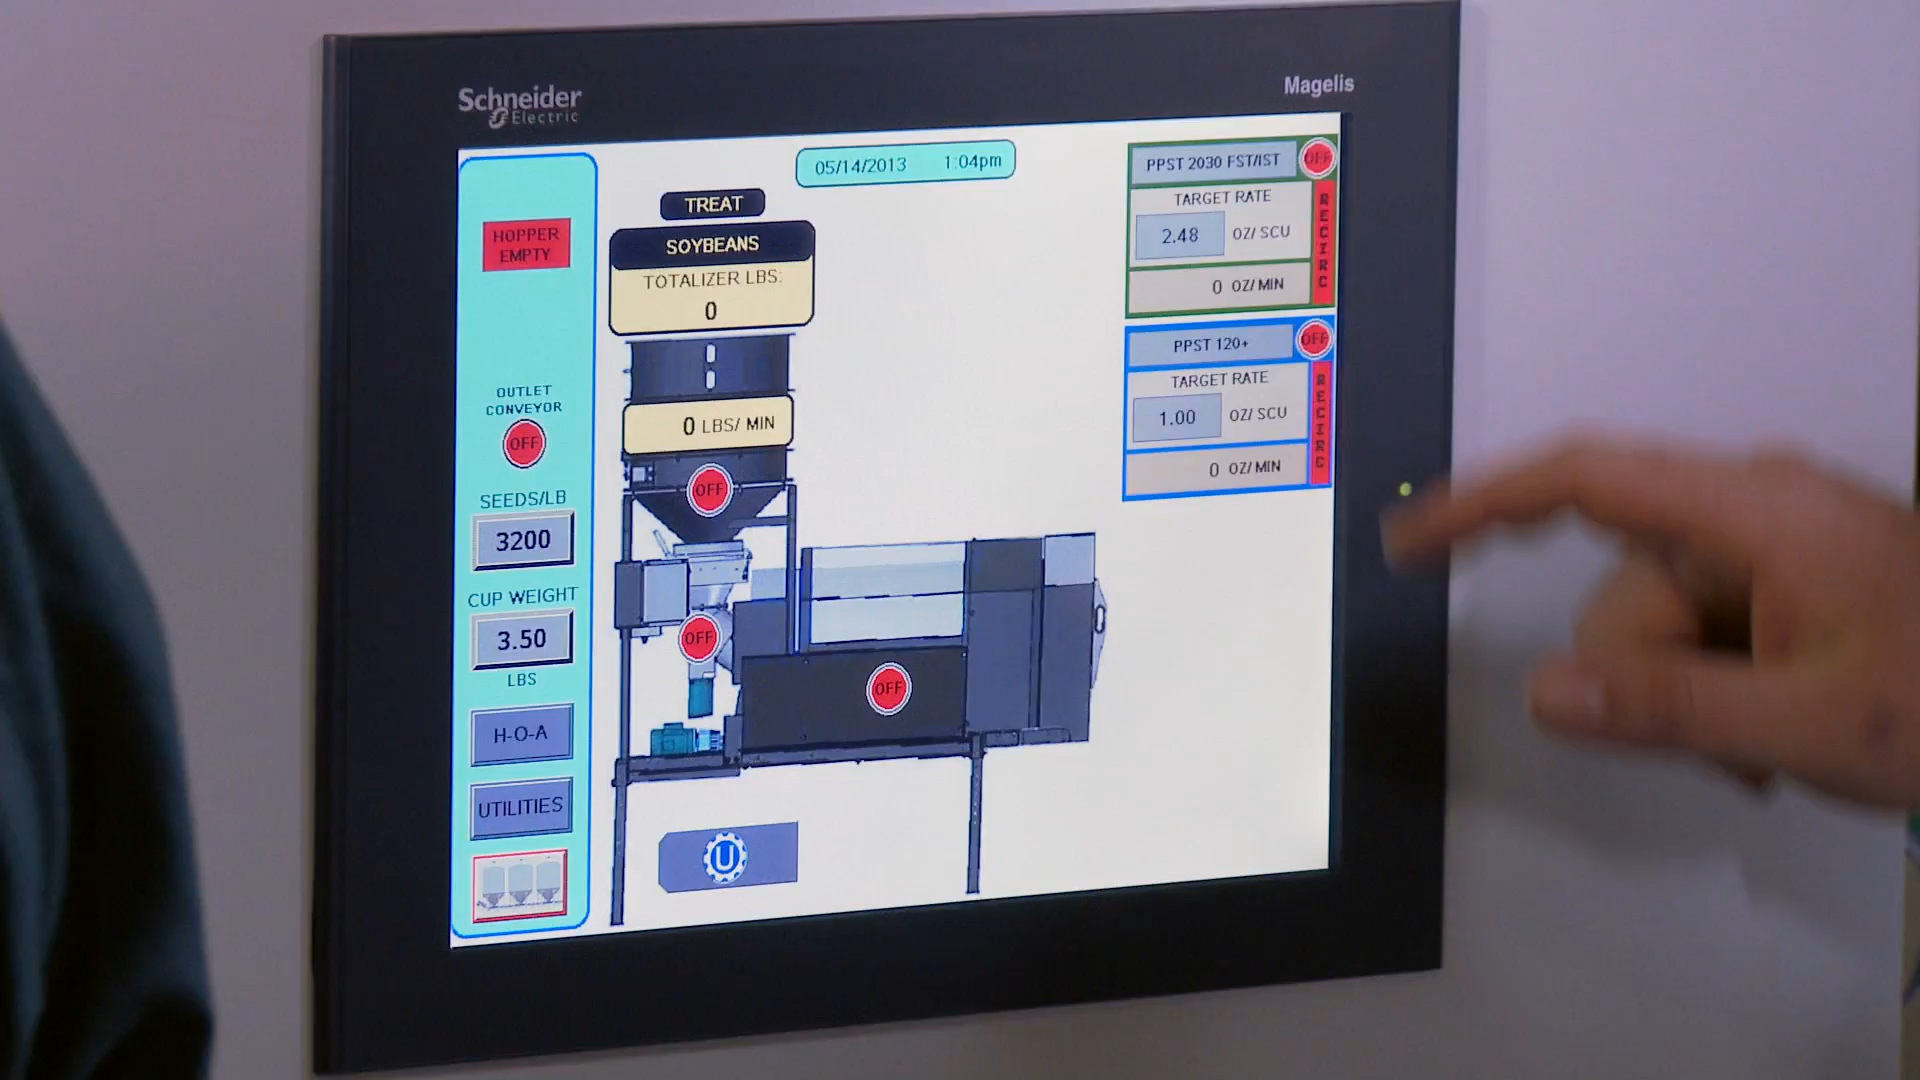 Schneider
Electric
Magelis
05/14/2013 1:04pm
HOPPER
EMPTY
OUTLET
CONVEYOR
OFF
SEEDS/LB
3200
CUP WEIGHT
3.50
LBS
H-O-A
UTILITIES
TREAT
SOYBEANS
TOTALIZER LBS:
0
0 LBS/ MIN
OFF
OFF
OFF
U
PPST 2030 FST/IST
OFF
TARGET RATE
2.48 OZ/ SCU
0 OZ/ MIN
RECIRC
PPST 120+
OFF
TARGET RATE
1.00 OZ/ SCU
0 OZ/ MIN
RECIRC